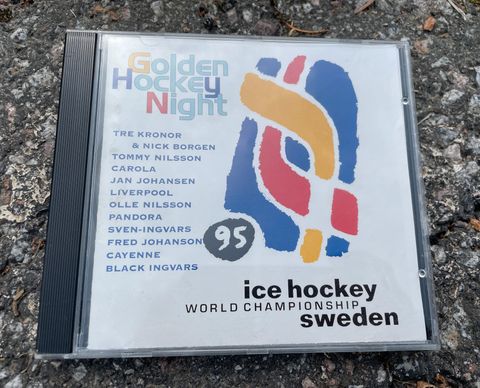 Golden
Hockey
Night
TRE KRONOR
& NICK BORGEN
TOMMY NILSSON
CAROLA
JAN JOHANSEN
LIVERPOOL
OLLE NILSSON
PANDORA
SVEN-INGVARS
FRED JOHANSON
CAYENNE
BLACK INGVARS
95
ice hockey
WORLD CHAMPIONSHIP
sweden